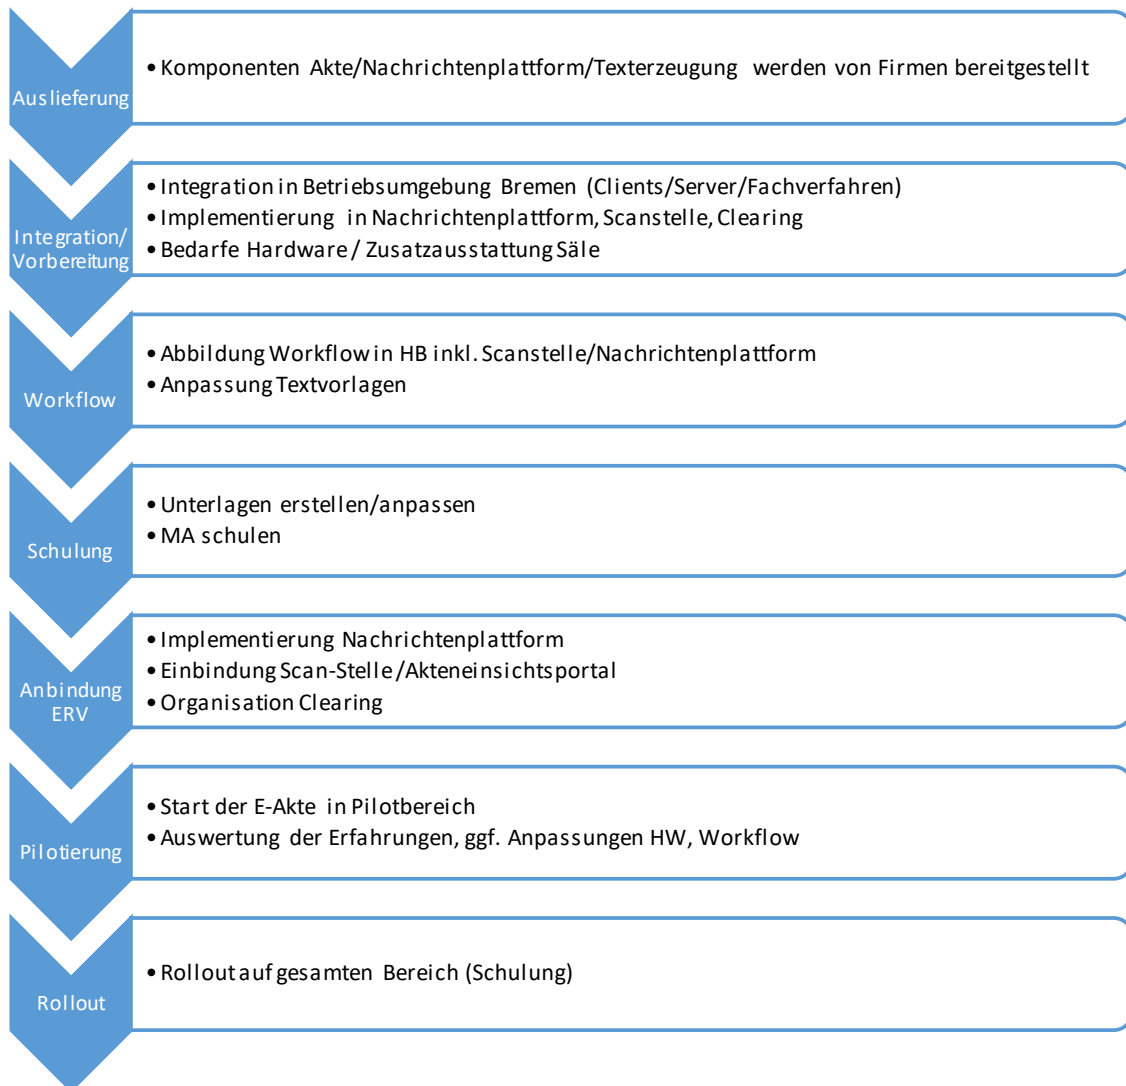 Auslieferung
• Komponenten Akte/Nachrichtenplattform/Texterzeugung werden von Firmen bereitgestellt
Integration/
Vorbereitung
• Integration in Betriebsumgebung Bremen (Clients/Server/Fachverfahren)
• Implementierung in Nachrichtenplattform, Scanstelle, Clearing
• Bedarfe Hardware / Zusatzausstattung Säle
Workflow
• Abbildung Workflow in HB inkl. Scanstelle/Nachrichtenplattform
• Anpassung Textvorlagen
Schulung
• Unterlagen erstellen/anpassen
• MA schulen
Anbindung
ERV
• Implementierung Nachrichtenplattform
• Einbindung Scan-Stelle /Akteneinsichtsportal
• Organisation Clearing
Pilotierung
• Start der E-Akte in Pilotbereich
• Auswertung der Erfahrungen, ggf. Anpassungen HW, Workflow
Rollout
• Rollout auf gesamten Bereich (Schulung)